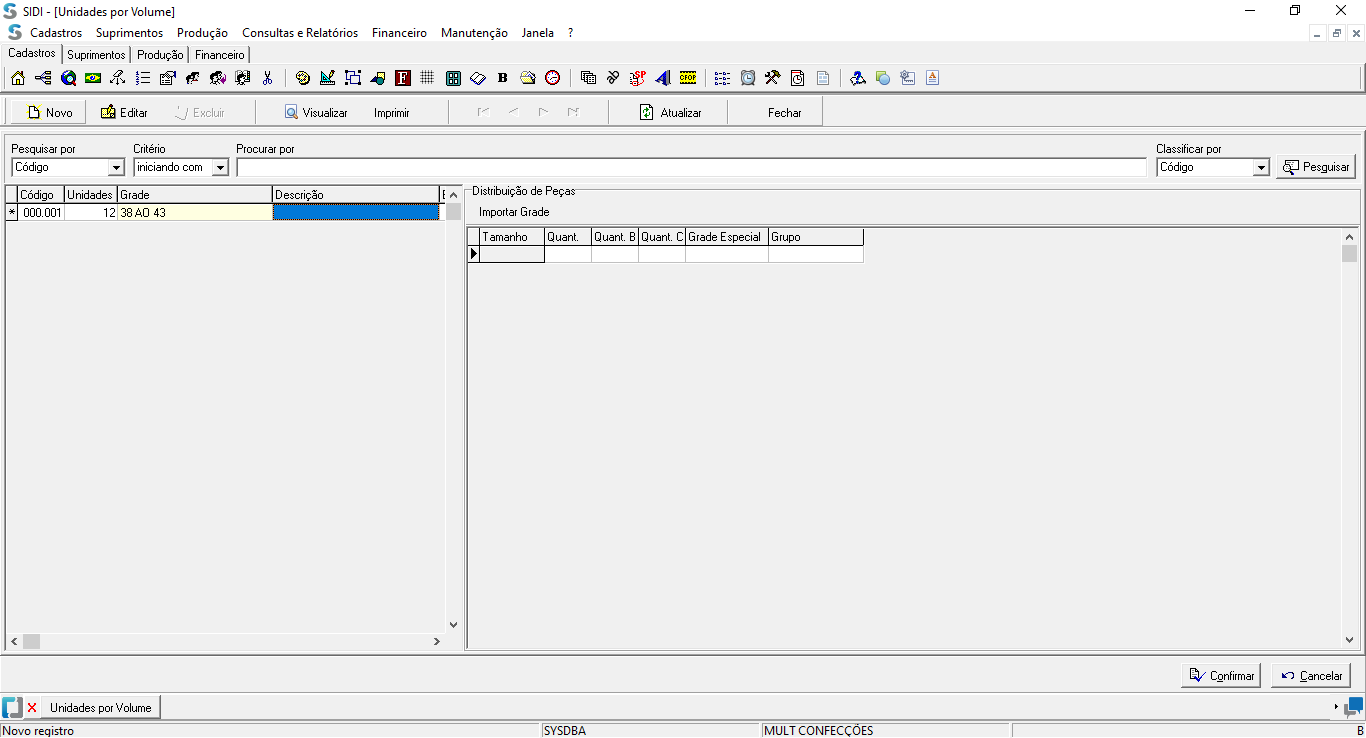 SIDI - [Unidades por Volume]
Cadastros Suprimentos Produção Consultas e Relatórios Financeiro Manutenção Janela ?
Cadastros Suprimentos Produção Financeiro
F B SP CFOP
Novo Editar Excluir Visualizar Imprimir Atualizar Fechar
Pesquisar por Critério Procurar por Classificar por
Código iniciando com Código Pesquisar
Código Unidades Grade Descrição
Distribuição de Peças
* 000.001 12 38 AO 43
Importar Grade
Tamanho Quant. Quant. B Quant. C Grade Especial Grupo
Confirmar Cancelar
Unidades por Volume
Novo registro SYSDBA MULT CONFECÇÕES B